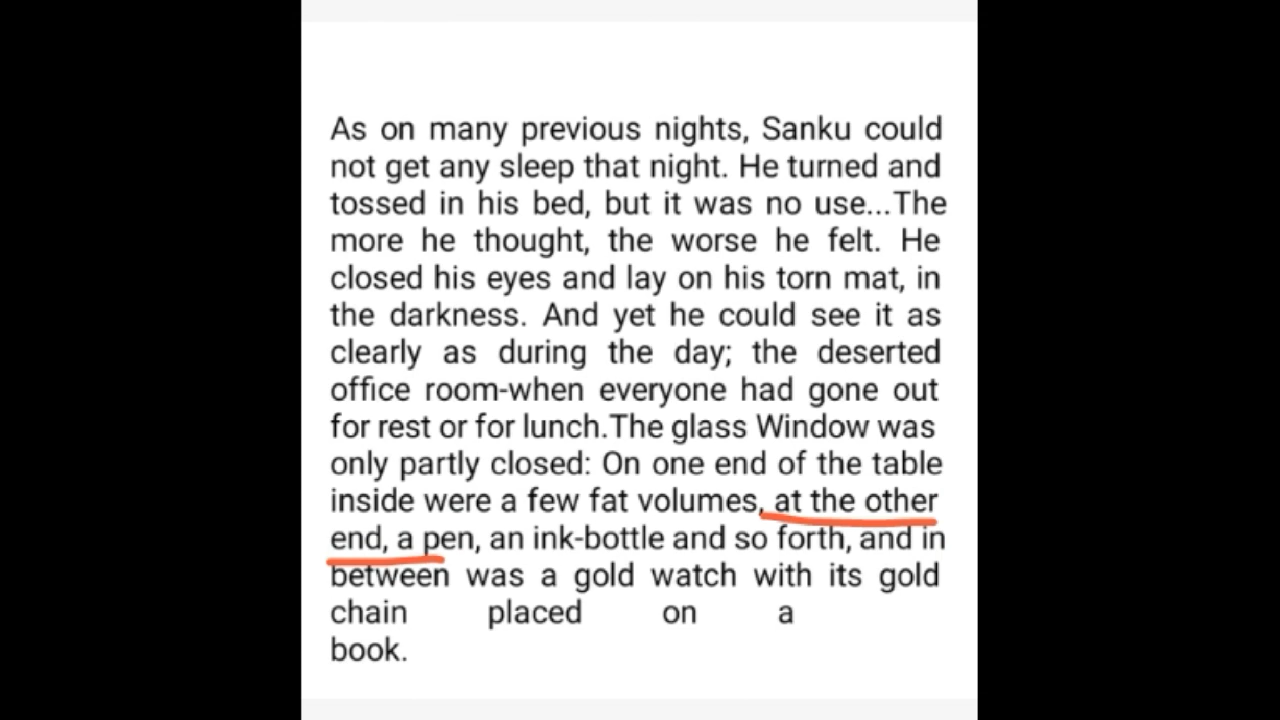 As on many previous nights, Sanku could
not get any sleep that night. He turned and
tossed in his bed, but it was no use...The
more he thought, the worse he felt. He
closed his eyes and lay on his torn mat, in
the darkness. And yet he could see it as
clearly as during the day; the deserted
office room-when everyone had gone out
for rest or for lunch.The glass Window was
only partly closed: On one end of the table
inside were a few fat volumes, at the other
end, a pen, an ink-bottle and so forth, and in
between was a gold watch with its gold
chain placed on a
book.